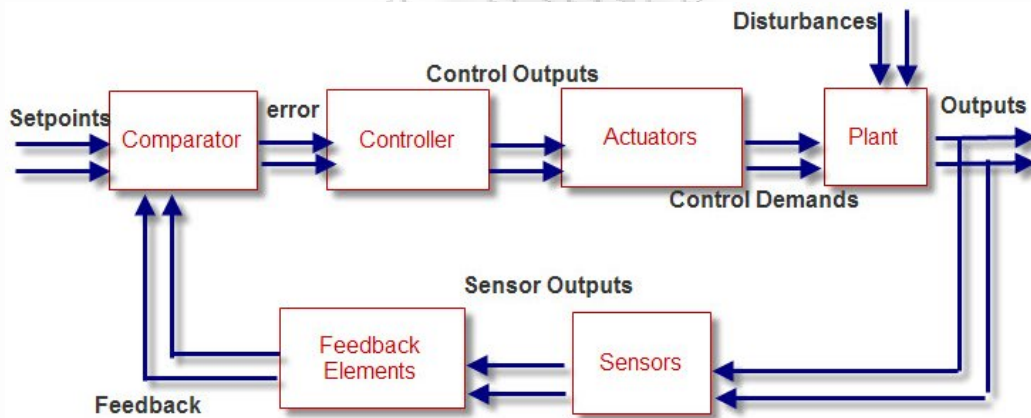 Disturbances
Control Outputs
Setpoints
error
Outputs
Comparator
Controller
Actuators
Plant
Control Demands
Sensor Outputs
Feedback
Elements
Sensors
Feedback